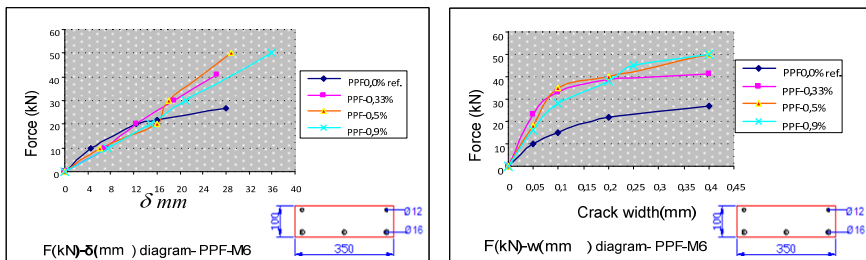 Force (kN)
60
50
40
30
20
10
0
0 4 8 12 16 20 24 28 32 36 40
δ mm
PPF0,0% ref.
PPF-0,33%
PPF-0,5%
PPF-0,9%
F(kN)-δ(mm ) diagram- PPF-M6
100
350
Ø12
Ø16
Force (kN)
60
50
40
30
20
10
0
0 0,05 0,1 0,15 0,2 0,25 0,3 0,35 0,4 0,45
Crack width(mm)
PPF0,0% ref.
PPF-0,33%
PPF-0,5%
PPF-0,9%
F(kN)-w(mm ) diagram- PPF-M6
100
350
Ø12
Ø16